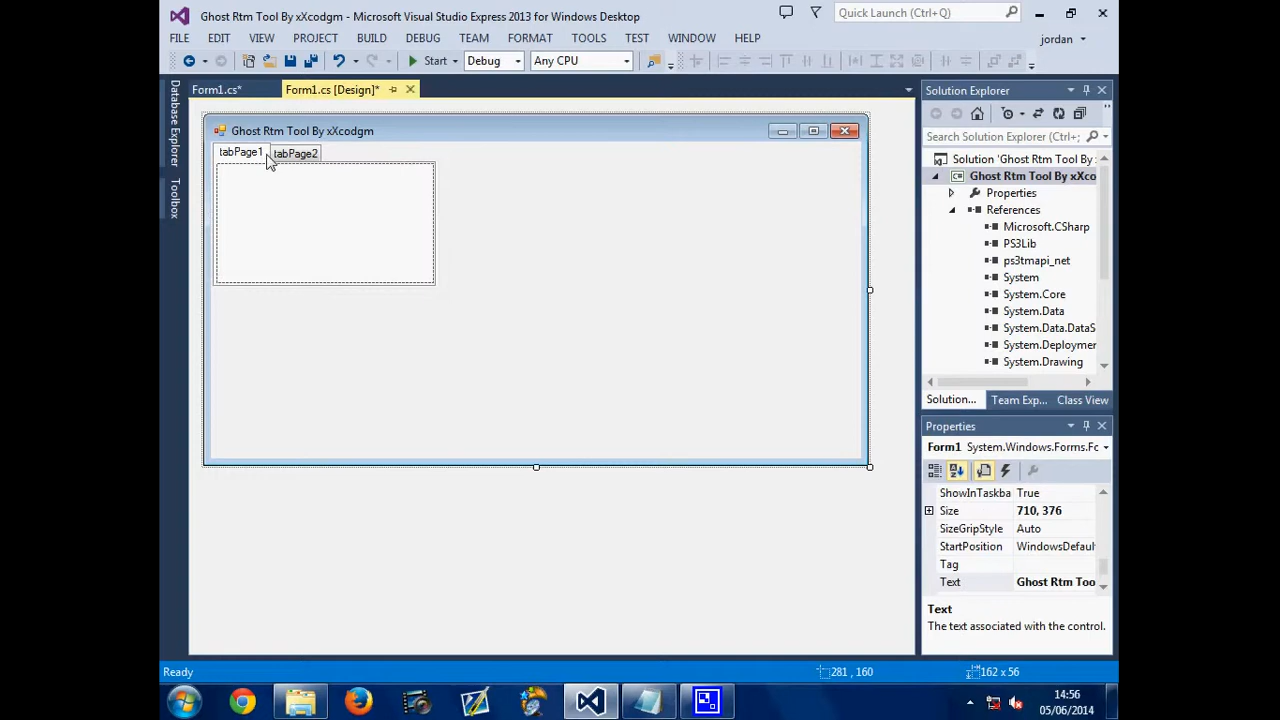 Ghost Rtm Tool By xXcodgm - Microsoft Visual Studio Express 2013 for Windows Desktop
Quick Launch (Ctrl+Q)
FILE EDIT VIEW PROJECT BUILD DEBUG TEAM FORMAT TOOLS TEST WINDOW HELP
jordan
Start Debug Any CPU
Database Explorer
Toolbox
Form1.cs* Form1.cs [Design]*
Ghost Rtm Tool By xXcodgm
tabPage1 tabPage2
Solution Explorer
Search Solution Explorer (Ctrl+;
Solution 'Ghost Rtm Tool By
Ghost Rtm Tool By xXco
Properties
References
Microsoft.CSharp
PS3Lib
ps3tmapi_net
System
System.Core
System.Data
System.Data.DataS
System.Deploymer
System.Drawing
Solution... Team Exp... Class View
Properties
Form1 System.Windows.Forms.Fc
ShowInTaskba True
Size 710, 376
SizeGripStyle Auto
StartPosition WindowsDefau
Tag
Text Ghost Rtm Too
Text
The text associated with the control.
Ready
281 , 160
162 x 56
14:56
05/06/2014